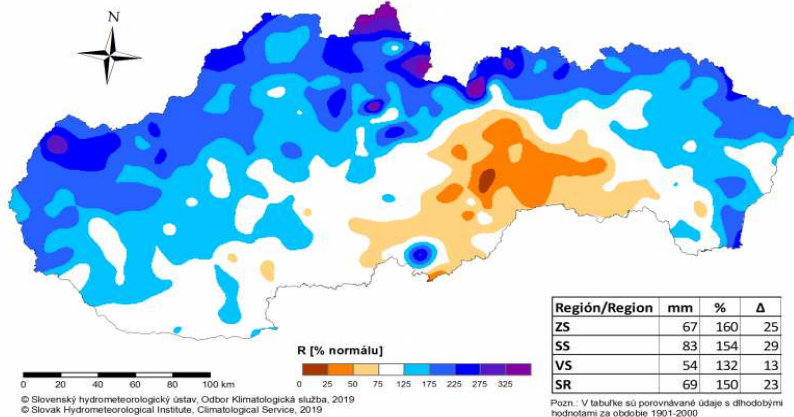 N
Región/Region mm % Δ
ZS 67 160 25
SS 83 154 29
VS 54 132 13
SR 69 150 23
R [% normálu]
0 25 50 75 125 175 225 275 325
0 20 40 60 80 100 km
© Slovenský hydrometeorologický ústav, Odbor Klimatologická služba, 2019
© Slovak Hydrometeorological Institute, Climatological Service, 2019
Pozn.: V tabuľke sú porovnávané údaje s dlhodobými
hodnotami za obdobie 1901-2000